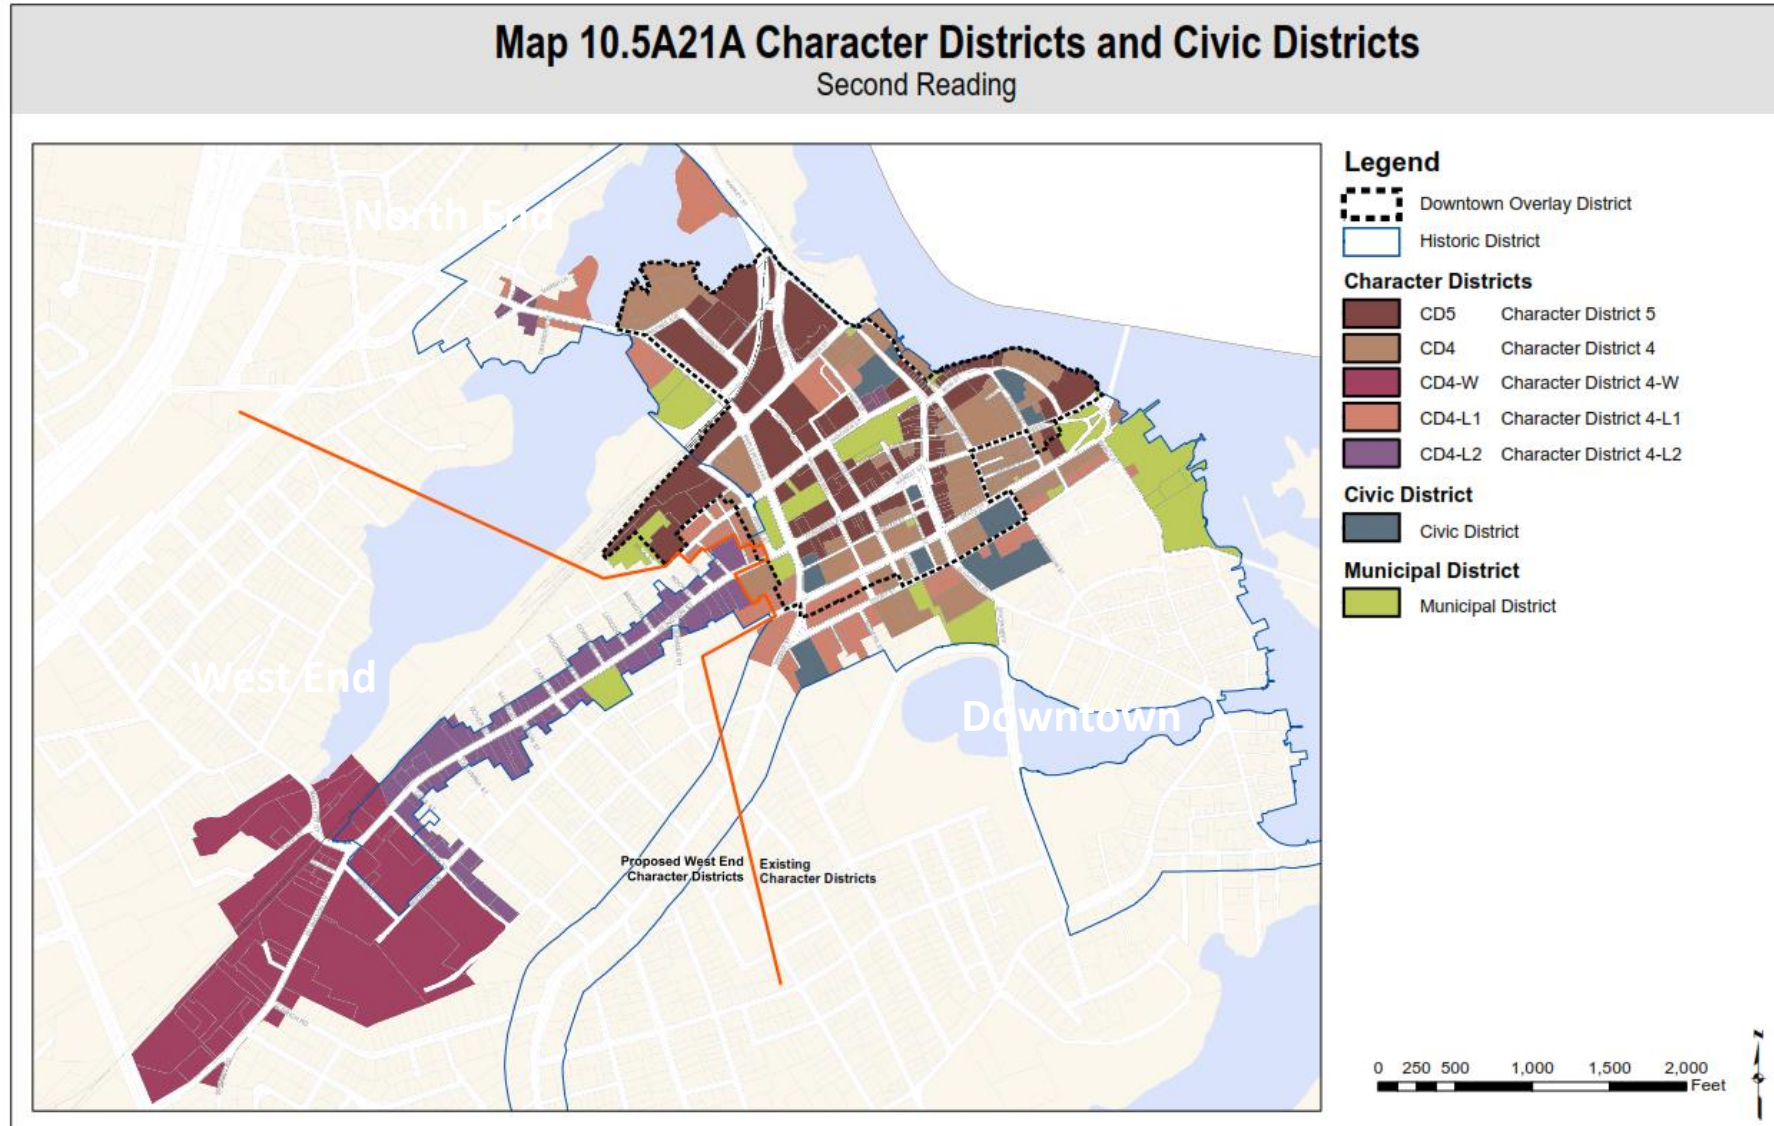 Map 10.5A21A Character Districts and Civic Districts
Second Reading
North End
West End
Downtown
Proposed West End
Character Districts
Existing
Character Districts
Legend
Downtown Overlay District
Historic District
Character Districts
CD5 Character District 5
CD4 Character District 4
CD4-W Character District 4-W
CD4-L1 Character District 4-L1
CD4-L2 Character District 4-L2
Civic District
Civic District
Municipal District
Municipal District
0 250 500 1,000 1,500 2,000
Feet